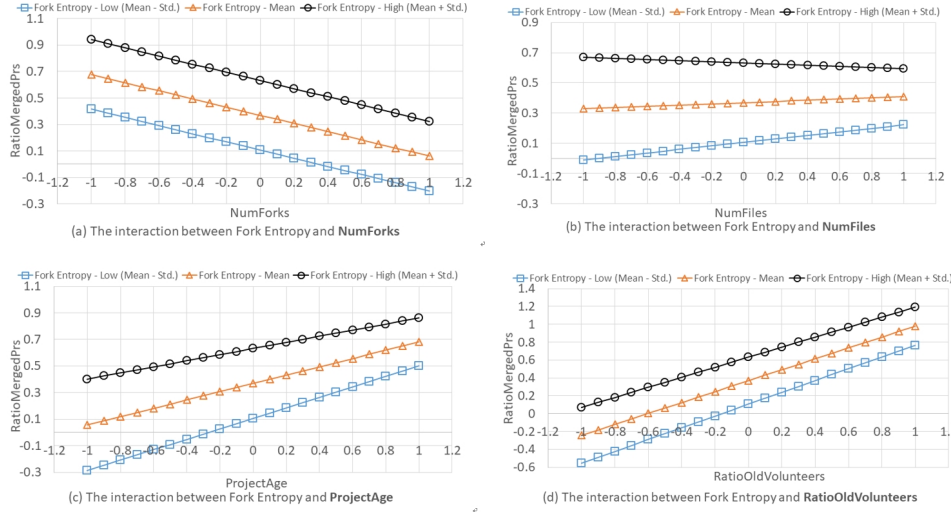 Fork Entropy - Low (Mean - Std.) Fork Entropy - Mean Fork Entropy - High (Mean + Std.)
1.1
0.9
0.7
0.5
0.3
0.1
-0.1
-0.3
RatioMergedPrs
-1.2 -1 -0.8 -0.6 -0.4 -0.2 0 0.2 0.4 0.6 0.8 1 1.2
NumForks
(a) The interaction between Fork Entropy and NumForks
Fork Entropy - Low (Mean - Std.) Fork Entropy - Mean Fork Entropy - High (Mean + Std.)
0.9
0.7
0.5
0.3
0.1
-0.1
-0.3
RatioMergedPrs
-1.2 -1 -0.8 -0.6 -0.4 -0.2 0 0.2 0.4 0.6 0.8 1 1.2
NumFiles
(b) The interaction between Fork Entropy and NumFiles
Fork Entropy - Low (Mean - Std.) Fork Entropy - Mean Fork Entropy - High (Mean + Std.)
1.1
0.9
0.7
0.5
0.3
0.1
-0.1
-0.3
RatioMergedPrs
-1.2 -1 -0.8 -0.6 -0.4 -0.2 0 0.2 0.4 0.6 0.8 1 1.2
ProjectAge
(c) The interaction between Fork Entropy and ProjectAge
Fork Entropy - Low (Mean - Std.) Fork Entropy - Mean Fork Entropy - High (Mean + Std.)
1.4
1.2
1
0.8
0.6
0.4
0.2
0
-0.2
-0.4
-0.6
RatioMergedPrs
-1.2 -1 -0.8 -0.6 -0.4 -0.2 0 0.2 0.4 0.6 0.8 1 1.2
RatioOldVolunteers
(d) The interaction between Fork Entropy and RatioOldVolunteers